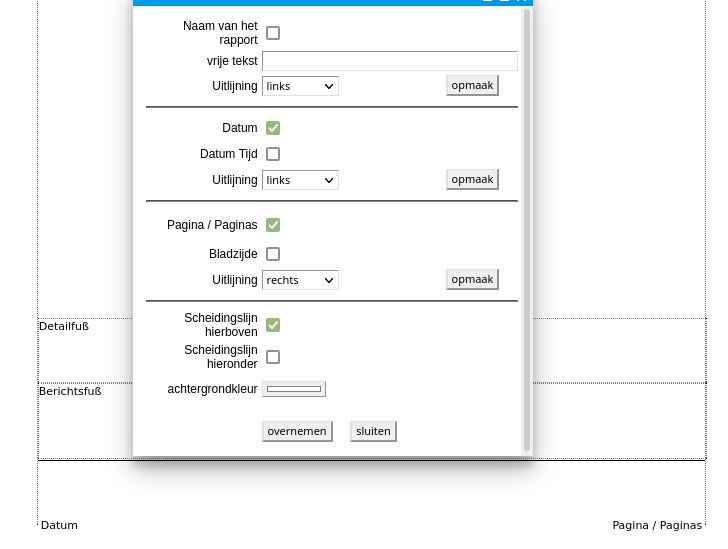 Naam van het
rapport
vrije tekst
Uitlijning links opmaak
Datum
Datum Tijd
Uitlijning links opmaak
Pagina / Paginas
Bladzijde
Uitlijning rechts opmaak
Scheidingslijn
hierboven
Detailfuß
Scheidingslijn
hieronder
achtergrondkleur
Berichtsfuß
overnemen sluiten
Datum Pagina / Paginas